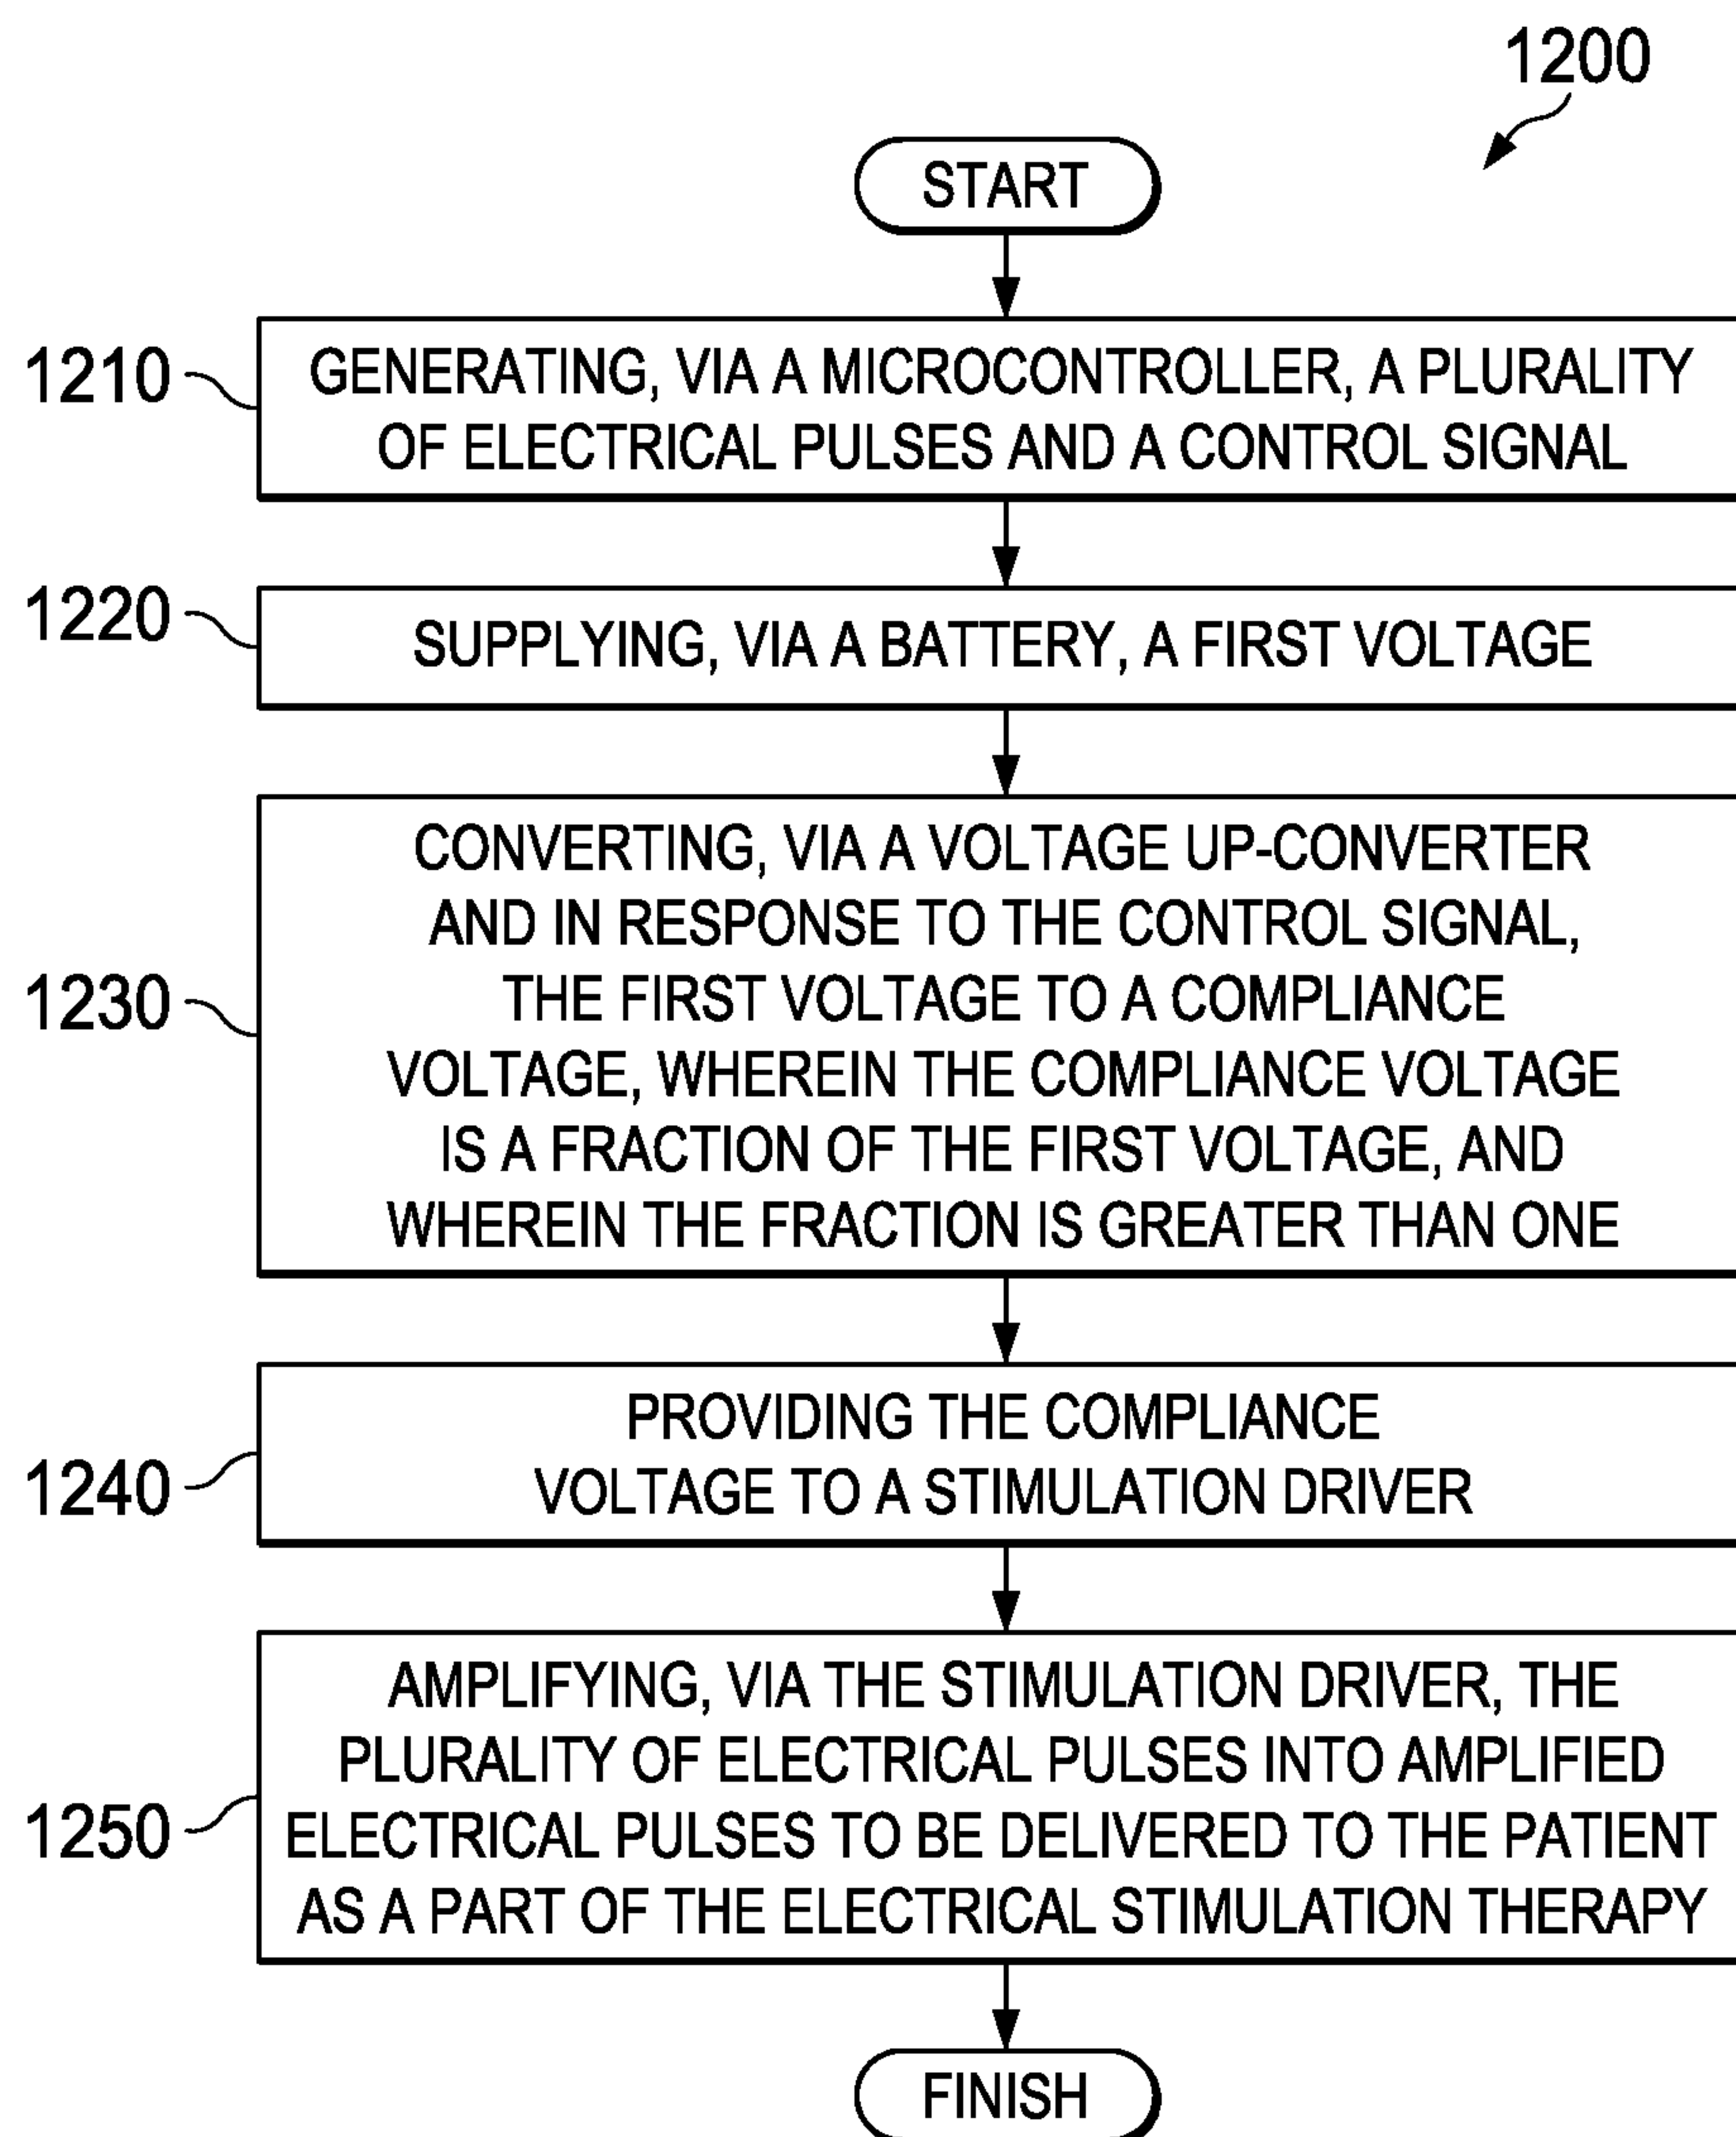 1200
START
1210
GENERATING, VIA A MICROCONTROLLER, A PLURALITY
OF ELECTRICAL PULSES AND A CONTROL SIGNAL
1220
SUPPLYING, VIA A BATTERY, A FIRST VOLTAGE
1230
CONVERTING, VIA A VOLTAGE UP-CONVERTER
AND IN RESPONSE TO THE CONTROL SIGNAL,
THE FIRST VOLTAGE TO A COMPLIANCE
VOLTAGE, WHEREIN THE COMPLIANCE VOLTAGE
IS A FRACTION OF THE FIRST VOLTAGE, AND
WHEREIN THE FRACTION IS GREATER THAN ONE
1240
PROVIDING THE COMPLIANCE
VOLTAGE TO A STIMULATION DRIVER
1250
AMPLIFYING, VIA THE STIMULATION DRIVER, THE
PLURALITY OF ELECTRICAL PULSES INTO AMPLIFIED
ELECTRICAL PULSES TO BE DELIVERED TO THE PATIENT
AS A PART OF THE ELECTRICAL STIMULATION THERAPY
FINISH